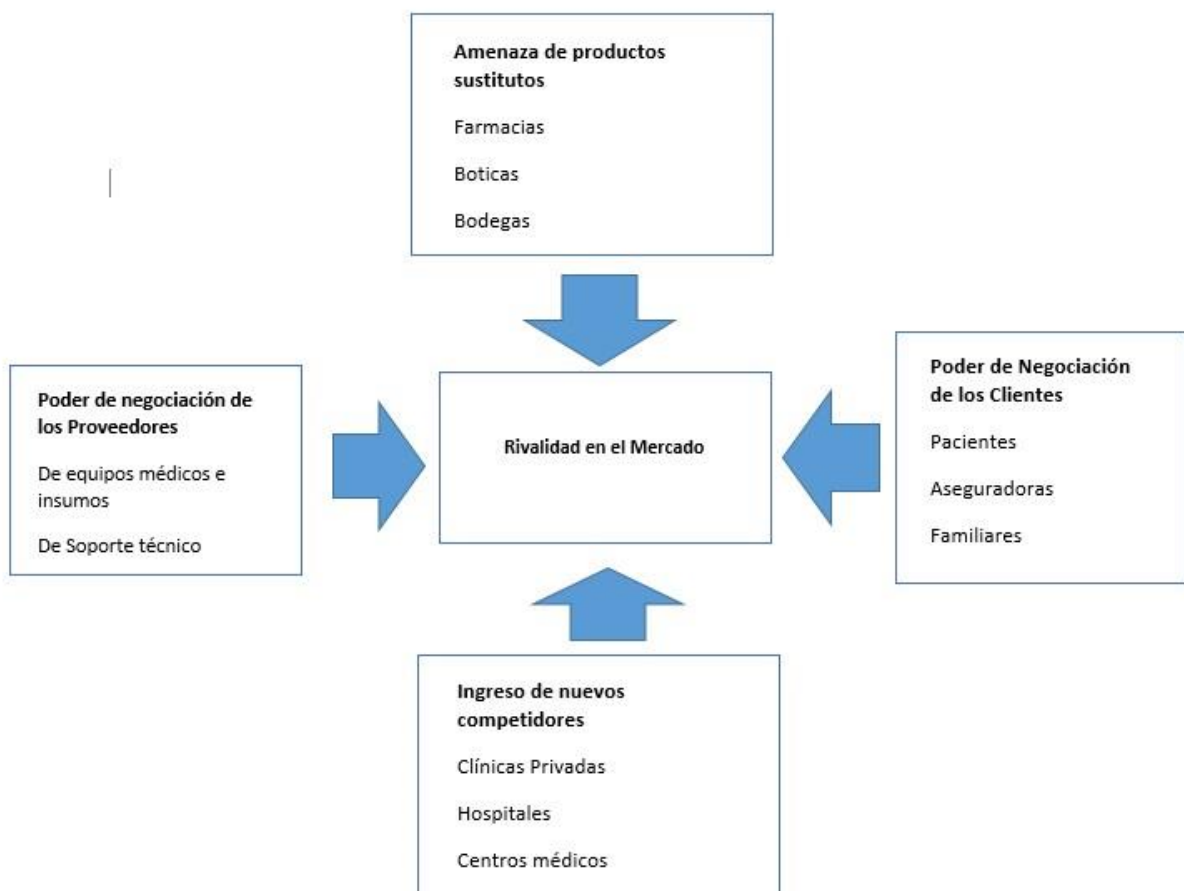 Amenaza de productos
sustitutos
Farmacias
Boticas
Bodegas
Poder de negociación de
los Proveedores
De equipos médicos e
insumos
De Soporte técnico
Rivalidad en el Mercado
Poder de Negociación
de los Clientes
Pacientes
Aseguradoras
Familiares
Ingreso de nuevos
competidores
Clínicas Privadas
Hospitales
Centros médicos